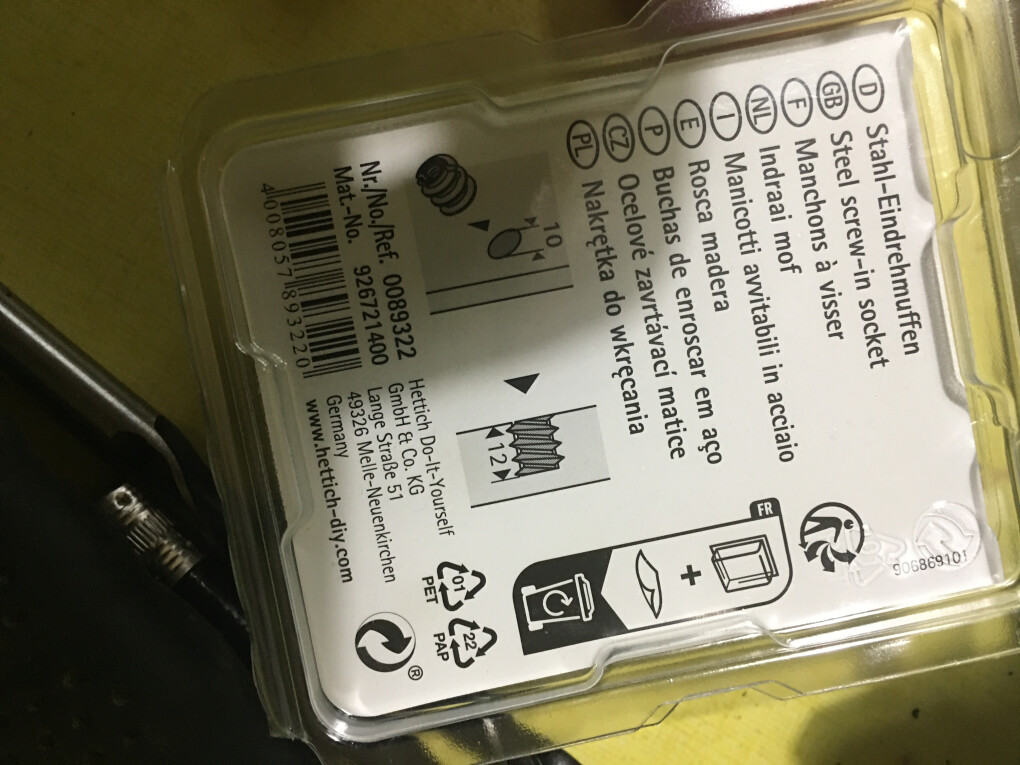 D Stahl-Eindrehmuffen
GB Steel screw-in socket
F Manchons à visser
NL Indraai mof
I Manicotti avvitabili in acciaio
E Rosca madera
P Buchas de enroscar em aço
CZ Ocelové zavrtávací matice
PL Nakrętka do wkręcania
10
12
Nr./No./Ref. 0089322
Mat.-No. 926721400
4 008057 893220
Hettich Do-It-Yourself
GmbH & Co. KG
Lange Straße 51
49326 Melle-Neuenkirchen
Germany
www.hettich-diy.com
906869101
FR
+
01
PET
22
PAP
®